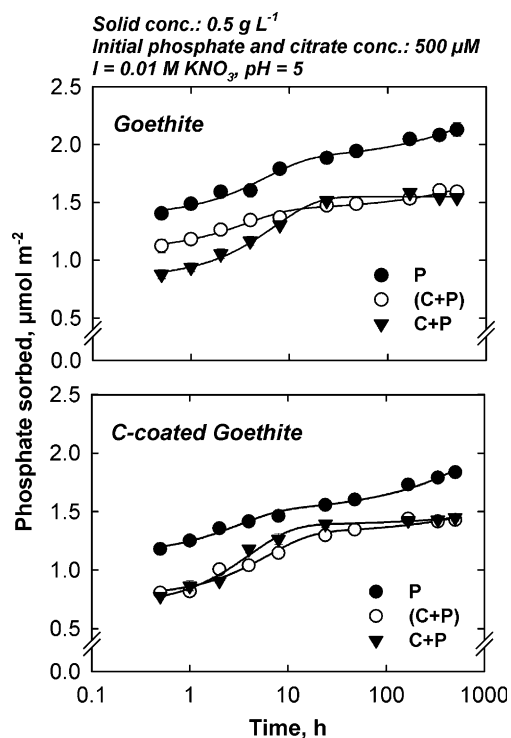 Solid conc.: 0.5 g L⁻¹
Initial phosphate and citrate conc.: 500 µM
I = 0.01 M KNO₃, pH = 5
2.5
Goethite
2.0
1.5
1.0
P
(C+P)
0.5
C+P
0.0
Phosphate sorbed, µmol m⁻²
2.5
C-coated Goethite
2.0
1.5
1.0
P
(C+P)
0.5
C+P
0.0
0.1 1 10 100 1000
Time, h